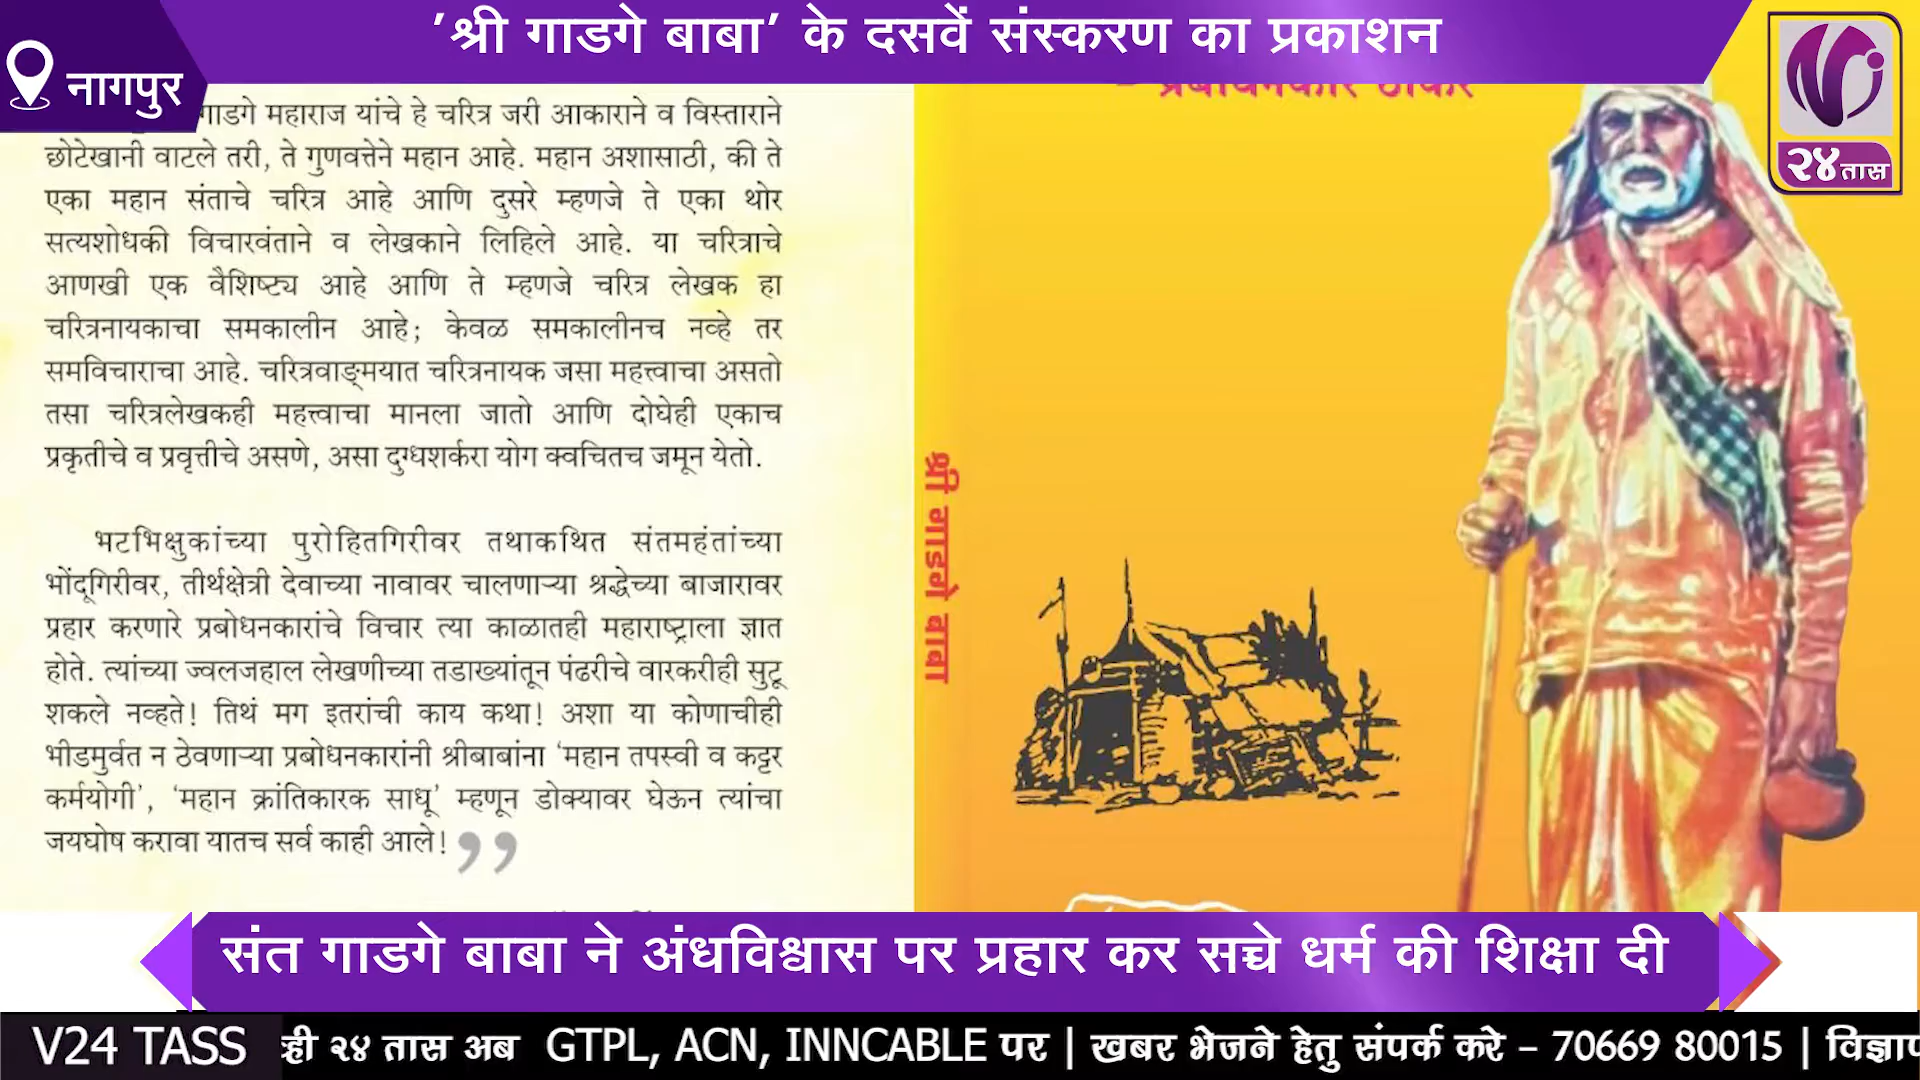 'श्री गाडगे बाबा' के दसवें संस्करण का प्रकाशन
नागपुर
२४तास
गाडगे महाराज यांचे हे चरित्र जरी आकाराने व विस्ताराने
छोटेखानी वाटले तरी, ते गुणवत्तेने महान आहे. महान अशासाठी, की ते
एका महान संताचे चरित्र आहे आणि दुसरे म्हणजे ते एका थोर
सत्यशोधकी विचारवंताने व लेखकाने लिहिले आहे. या चरित्राचे
आणखी एक वैशिष्ट्य आहे आणि ते म्हणजे चरित्र लेखक हा
चरित्रनायकाचा समकालीन आहे; केवळ समकालीनच नव्हे तर
समविचाराचा आहे. चरित्रवाङ्मयात चरित्रनायक जसा महत्त्वाचा असतो
तसा चरित्रलेखकही महत्त्वाचा मानला जातो आणि दोघेही एकाच
प्रकृतीचे व प्रवृत्तीचे असणे, असा दुग्धशर्करा योग क्वचितच जमून येतो.
भटभिक्षुकांच्या पुरोहितगिरीवर तथाकथित संतमहंतांच्या
भोंदूगिरीवर, तीर्थक्षेत्री देवाच्या नावावर चालणाऱ्या श्रद्धेच्या बाजारावर
प्रहार करणारे प्रबोधनकारांचे विचार त्या काळातही महाराष्ट्राला ज्ञात
होते. त्यांच्या ज्वलजहाल लेखणीच्या तडाख्यांतून पंढरीचे वारकरीही सुटू
शकले नव्हते! तिथं मग इतरांची काय कथा! अशा या कोणाचीही
भीडमुर्वत न ठेवणाऱ्या प्रबोधनकारांनी श्रीबाबांना 'महान तपस्वी व कट्टर
कर्मयोगी', 'महान क्रांतिकारक साधू' म्हणून डोक्यावर घेऊन त्यांचा
जयघोष करावा यातच सर्व काही आले! ”
श्री गाडगे बाबा
- प्रबोधनकार ठाकरे
संत गाडगे बाबा ने अंधविश्वास पर प्रहार कर सच्चे धर्म की शिक्षा दी
V24 TASS
व्ही २४ तास अब GTPL, ACN, INNCABLE पर | खबर भेजने हेतु संपर्क करे – 70669 80015 |